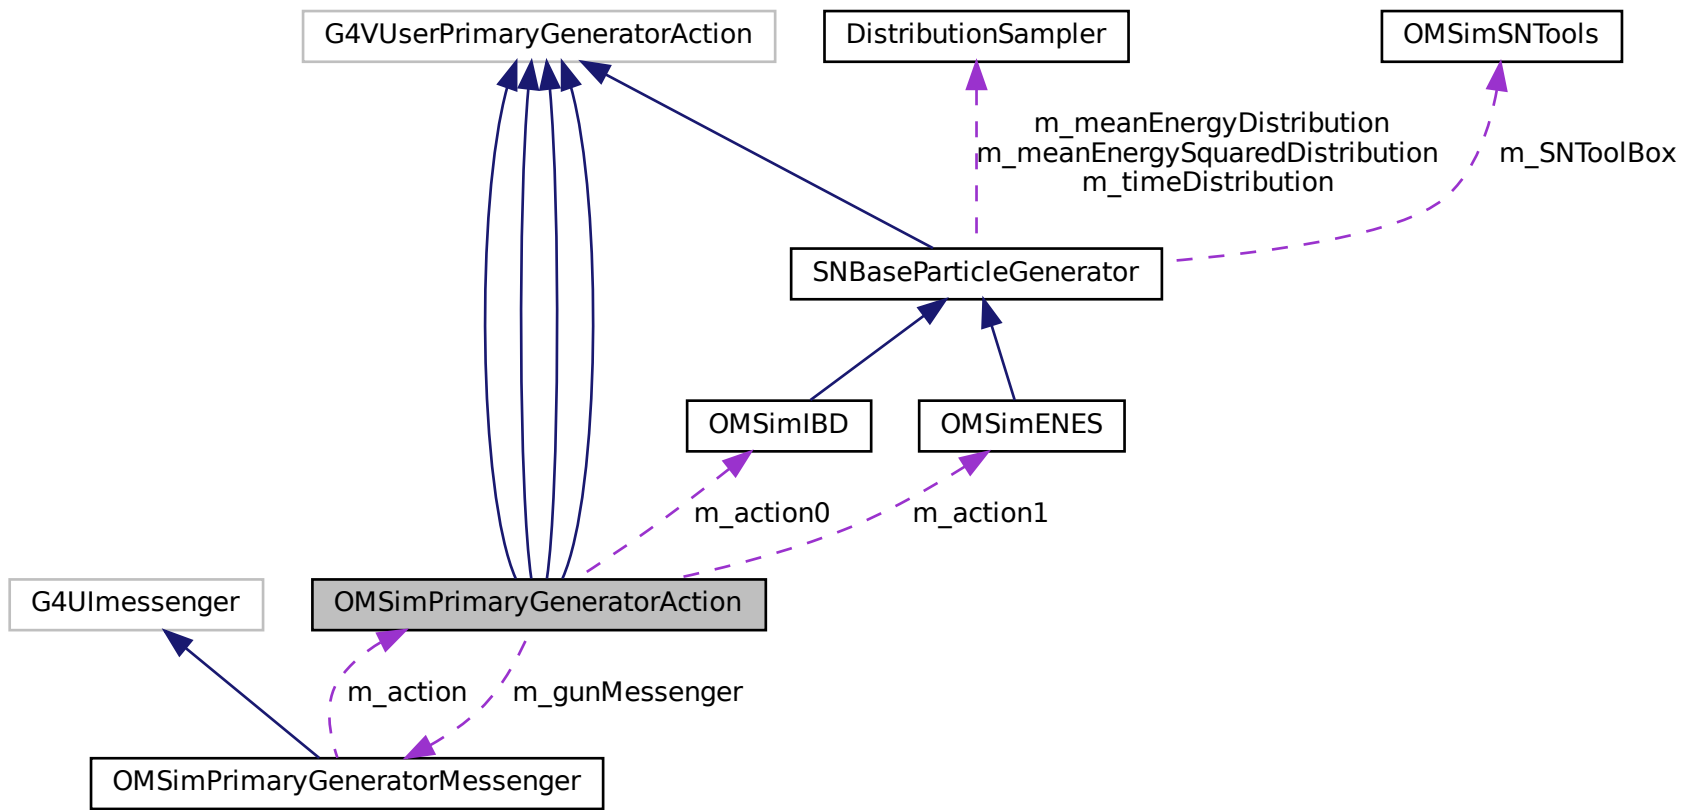 G4VUserPrimaryGeneratorAction
DistributionSampler
OMSimSNTools
m_meanEnergyDistribution
m_meanEnergySquaredDistribution
m_timeDistribution
m_SNToolBox
SNBaseParticleGenerator
OMSimIBD
OMSimENES
m_action0
m_action1
G4UImessenger
OMSimPrimaryGeneratorAction
m_action
m_gunMessenger
OMSimPrimaryGeneratorMessenger